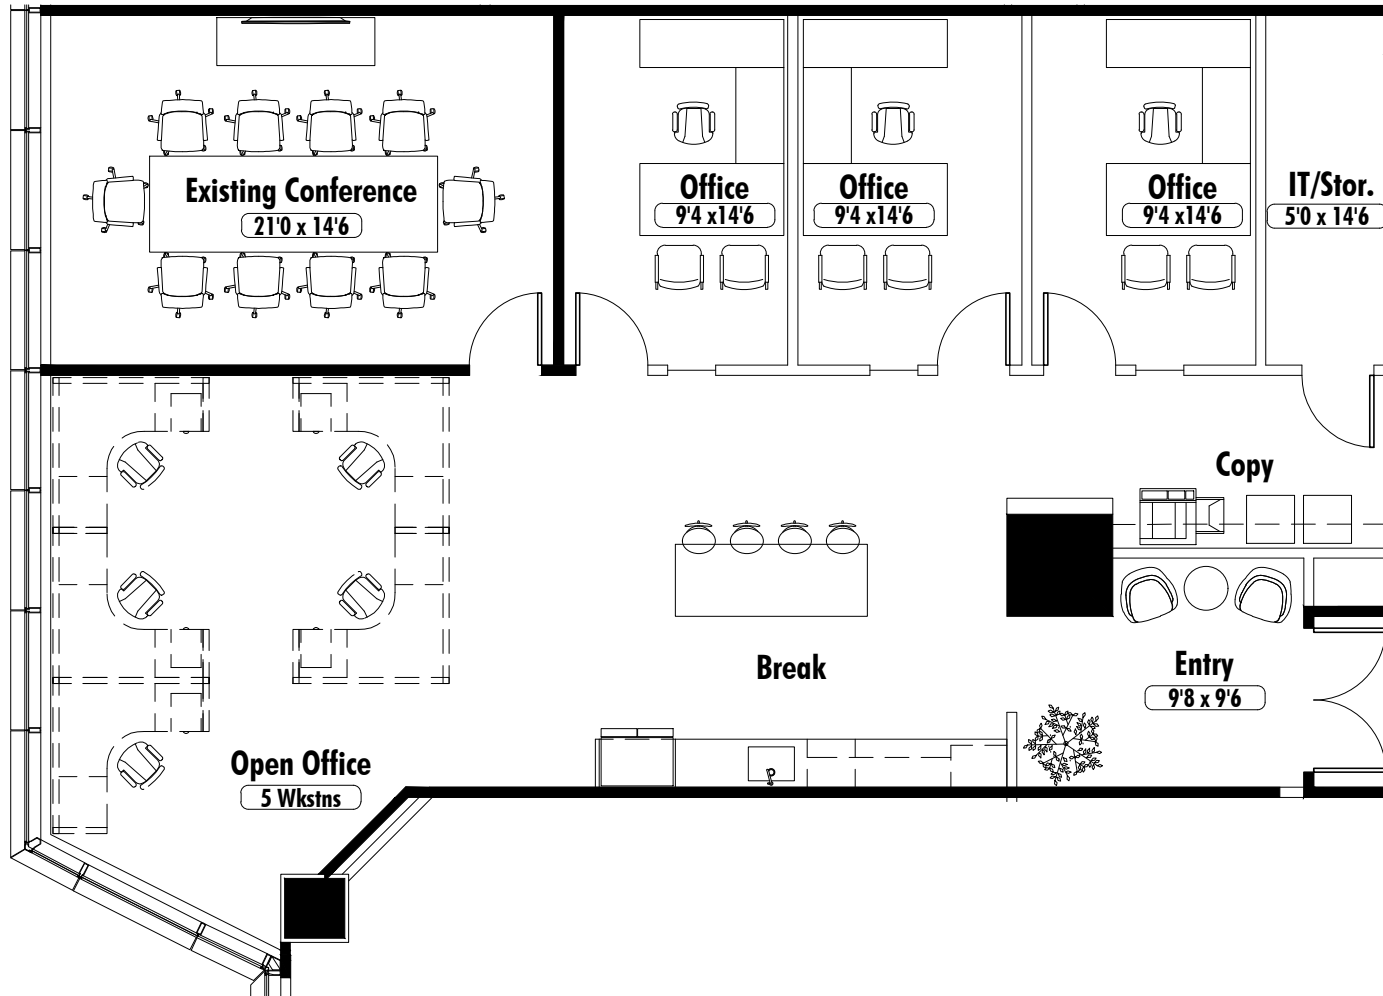 Existing Conference
21'0 x 14'6
Office
9'4 x14'6
Office
9'4 x14'6
Office
9'4 x14'6
IT/Stor.
5'0 x 14'6
Copy
Break
Entry
9'8 x 9'6
Open Office
5 Wkstns